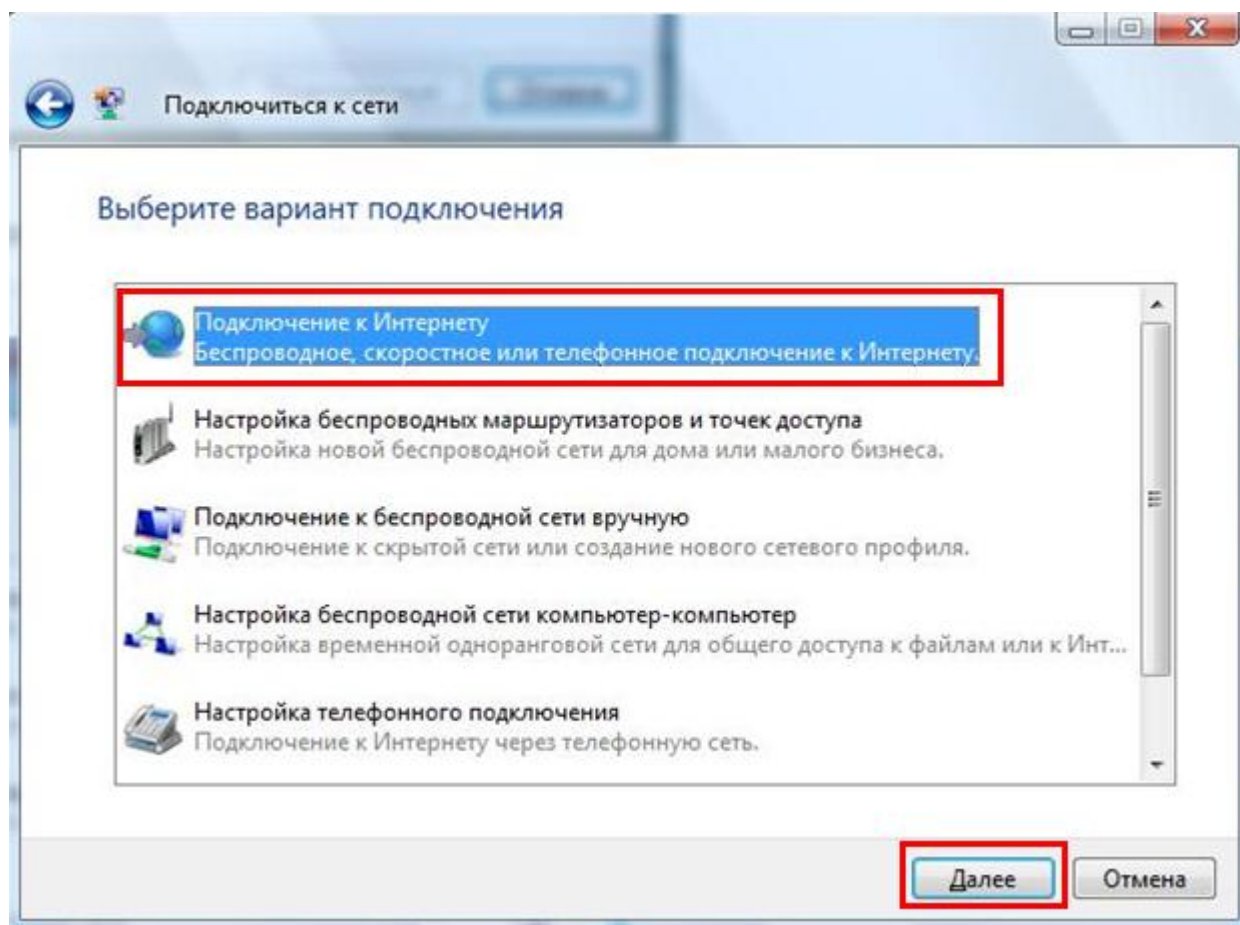 Подключиться к сети
Выберите вариант подключения
Подключение к Интернету
Беспроводное, скоростное или телефонное подключение к Интернету.
Настройка беспроводных маршрутизаторов и точек доступа
Настройка новой беспроводной сети для дома или малого бизнеса.
Подключение к беспроводной сети вручную
Подключение к скрытой сети или создание нового сетевого профиля.
Настройка беспроводной сети компьютер-компьютер
Настройка временной одноранговой сети для общего доступа к файлам или к Инт...
Настройка телефонного подключения
Подключение к Интернету через телефонную сеть.
Далее Отмена